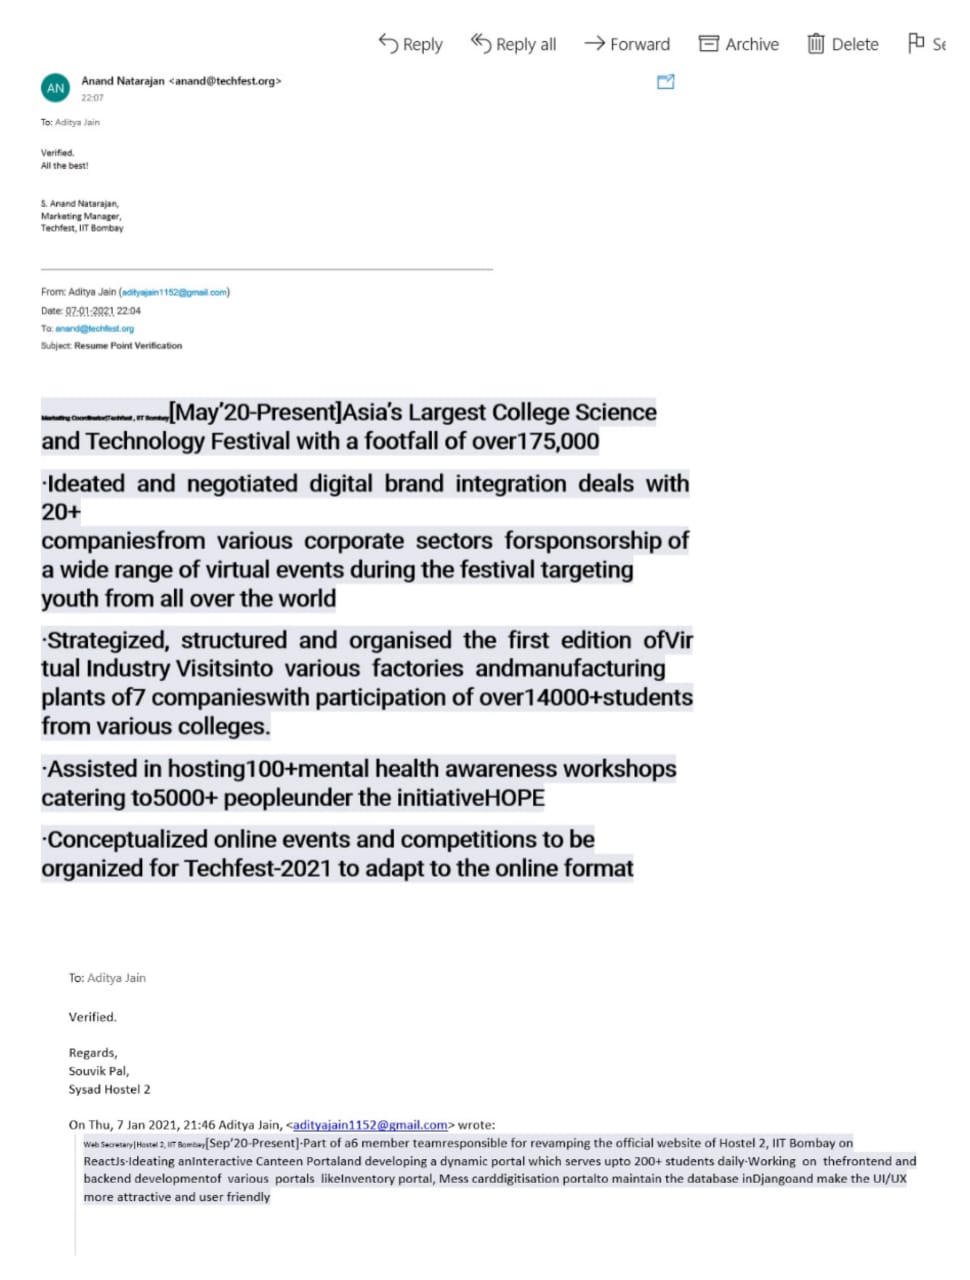 Reply Reply all Forward Archive Delete Se
AN Anand Natarajan <anand@techfest.org>
22:07
To: Aditya Jain
Verified.
All the best!
S. Anand Natarajan,
Marketing Manager,
Techfest, IIT Bombay
From: Aditya Jain (adityajain1152@gmail.com)
Date: 07-01-2021 22:04
To: anand@techfest.org
Subject: Resume Point Verification
Marketing Coordinator|Techfest , IIT Bombay[May'20-Present]Asia's Largest College Science
and Technology Festival with a footfall of over175,000
·Ideated and negotiated digital brand integration deals with
20+
companiesfrom various corporate sectors forsponsorship of
a wide range of virtual events during the festival targeting
youth from all over the world
·Strategized, structured and organised the first edition ofVir
tual Industry Visitsinto various factories andmanufacturing
plants of7 companieswith participation of over14000+students
from various colleges.
·Assisted in hosting100+mental health awareness workshops
catering to5000+ peopleunder the initiativeHOPE
·Conceptualized online events and competitions to be
organized for Techfest-2021 to adapt to the online format
To: Aditya Jain
Verified.
Regards,
Souvik Pal,
Sysad Hostel 2
On Thu, 7 Jan 2021, 21:46 Aditya Jain, <adityajain1152@gmail.com> wrote:
Web Secretary|Hostel 2, IIT Bombay[Sep'20-Present]·Part of a6 member teamresponsible for revamping the official website of Hostel 2, IIT Bombay on
ReactJs·Ideating anInteractive Canteen Portaland developing a dynamic portal which serves upto 200+ students daily·Working on thefrontend and
backend developmentof various portals likeInventory portal, Mess carddigitisation portalto maintain the database inDjangoand make the UI/UX
more attractive and user friendly